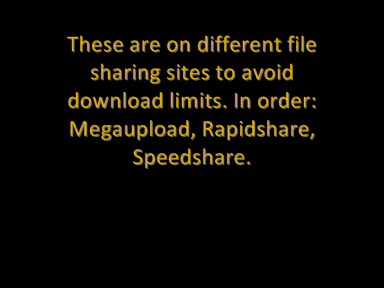 These are on different file
sharing sites to avoid
download limits. In order:
Megaupload, Rapidshare,
Speedshare.